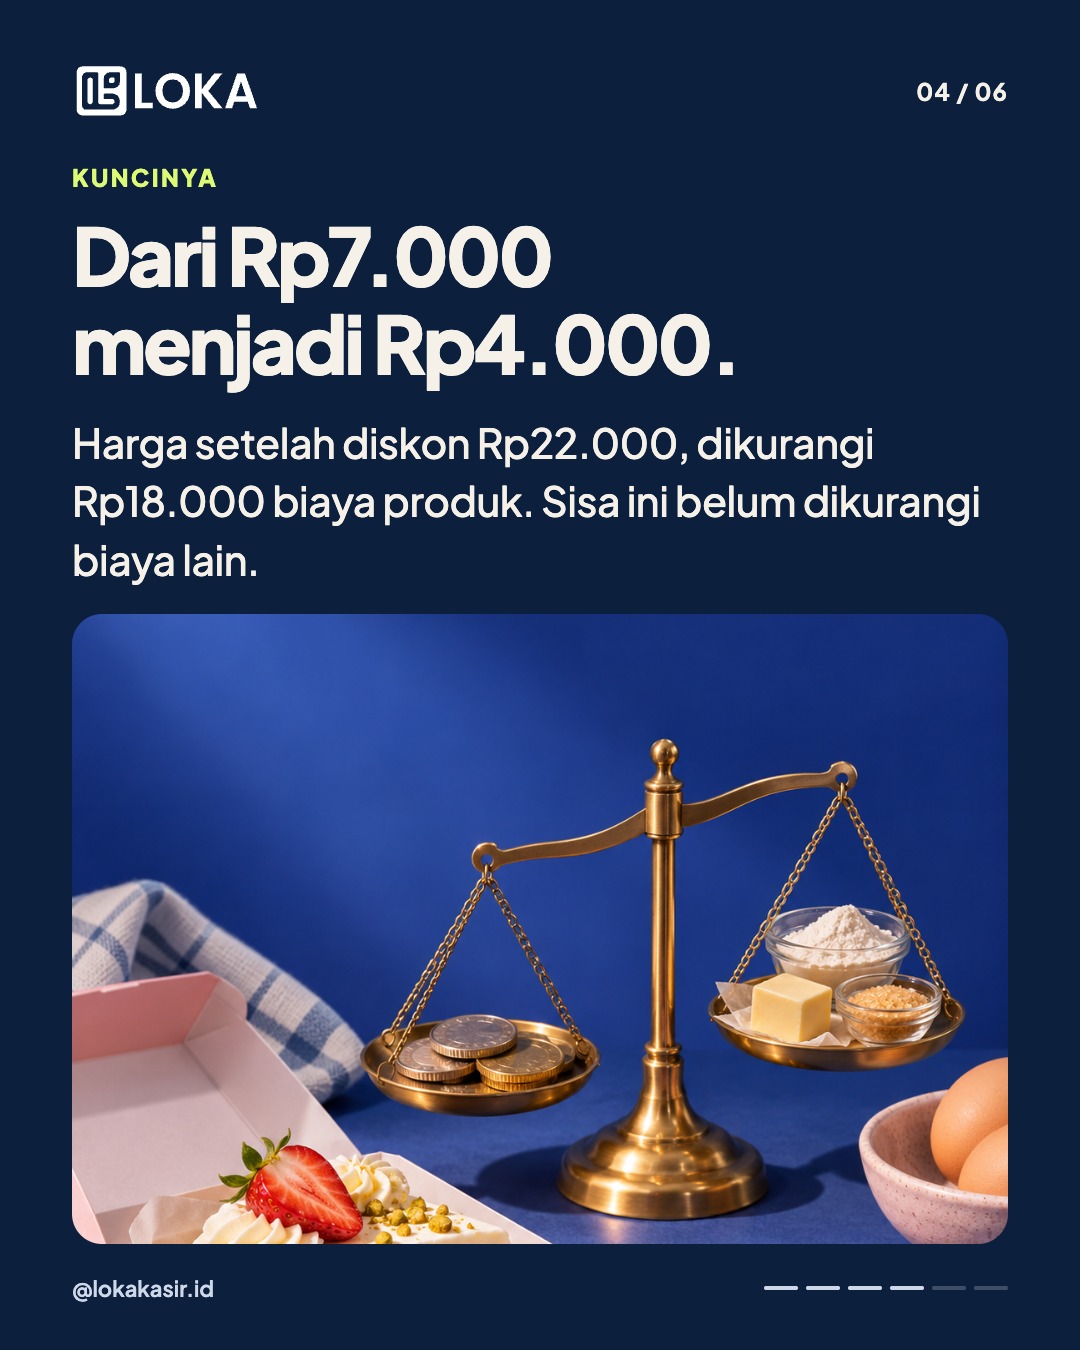 LOKA
04 / 06
KUNCINYA
Dari Rp7.000
menjadi Rp4.000.
Harga setelah diskon Rp22.000, dikurangi
Rp18.000 biaya produk. Sisa ini belum dikurangi
biaya lain.
@lokakasir.id